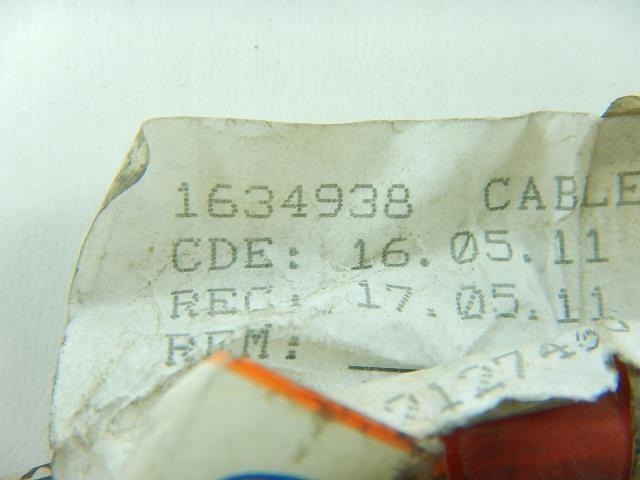 1634938 CABLE
CDE: 16.05.11
REC: 17.05.11
REM: